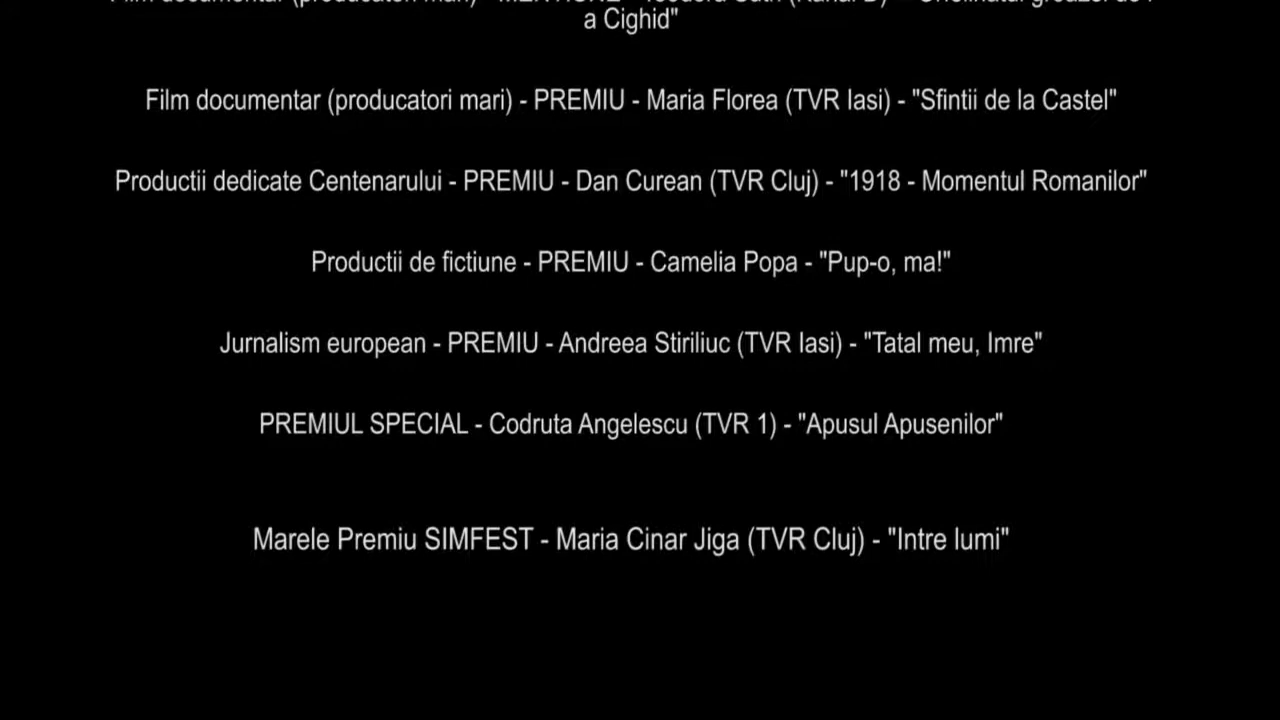 a Cighid"
Film documentar (producatori mari) - PREMIU - Maria Florea (TVR Iasi) - "Sfintii de la Castel"
Productii dedicate Centenarului - PREMIU - Dan Curean (TVR Cluj) - "1918 - Momentul Romanilor"
Productii de fictiune - PREMIU - Camelia Popa - "Pup-o, ma!"
Jurnalism european - PREMIU - Andreea Stiriliuc (TVR Iasi) - "Tatal meu, Imre"
PREMIUL SPECIAL - Codruta Angelescu (TVR 1) - "Apusul Apusenilor"
Marele Premiu SIMFEST - Maria Cinar Jiga (TVR Cluj) - "Intre lumi"